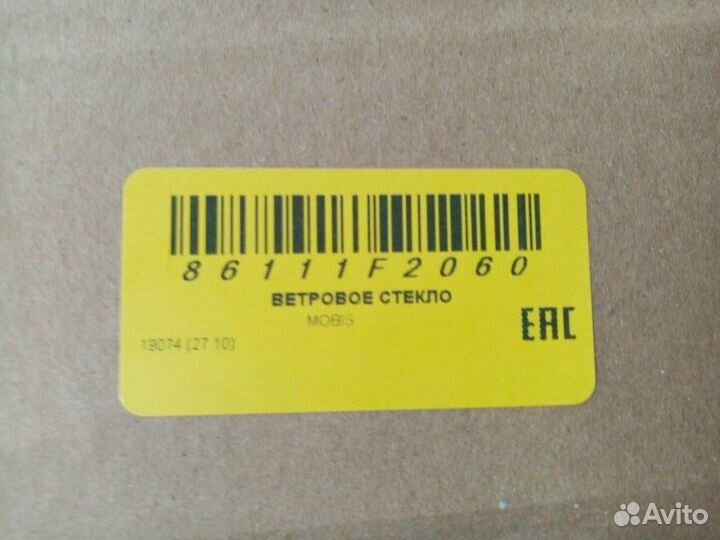 86111F2060
ВЕТРОВОЕ СТЕКЛО
MOBIS
EAC
19074 (27.10)
Avito